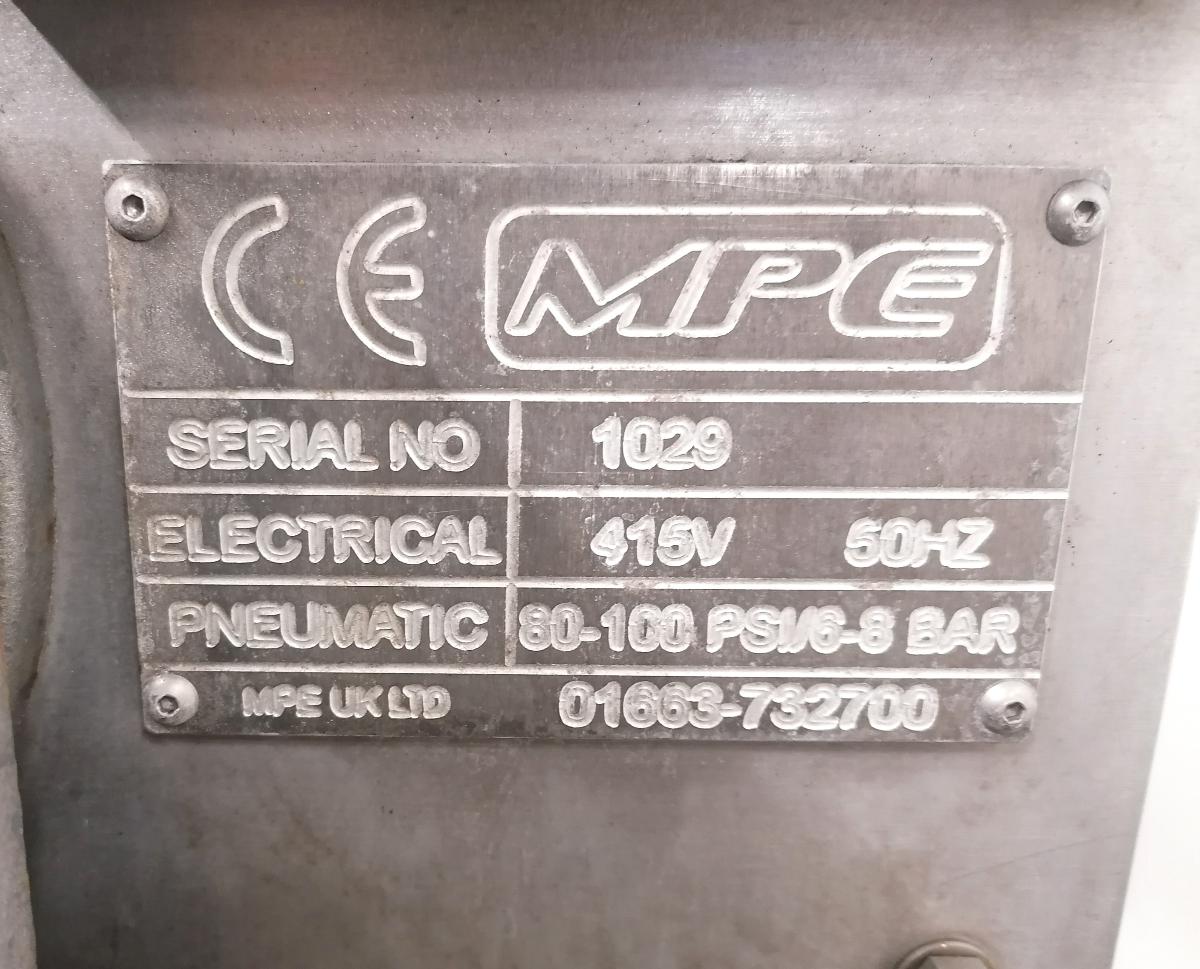 CE MPE
SERIAL NO 1029
ELECTRICAL 415V 50HZ
PNEUMATIC 80-100 PSI/6-8 BAR
MPE UK LTD 01663-732700